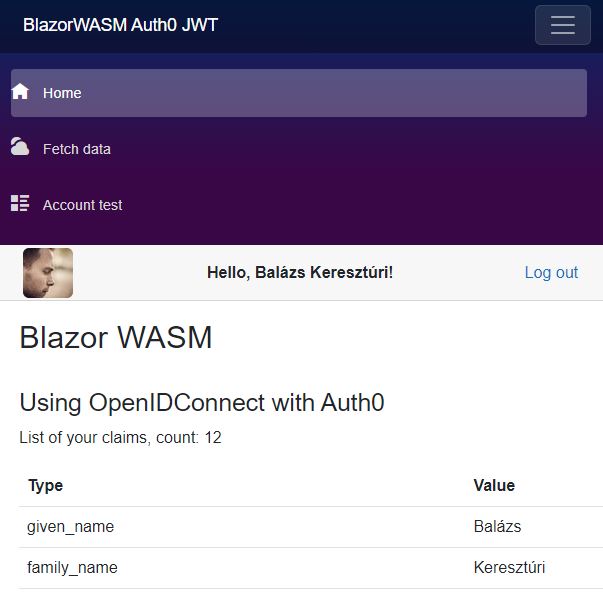 BlazorWASM Auth0 JWT
Home
Fetch data
Account test
Hello, Balázs Keresztúri! Log out
Blazor WASM
Using OpenIDConnect with Auth0
List of your claims, count: 12
Type Value
given_name Balázs
family_name Keresztúri